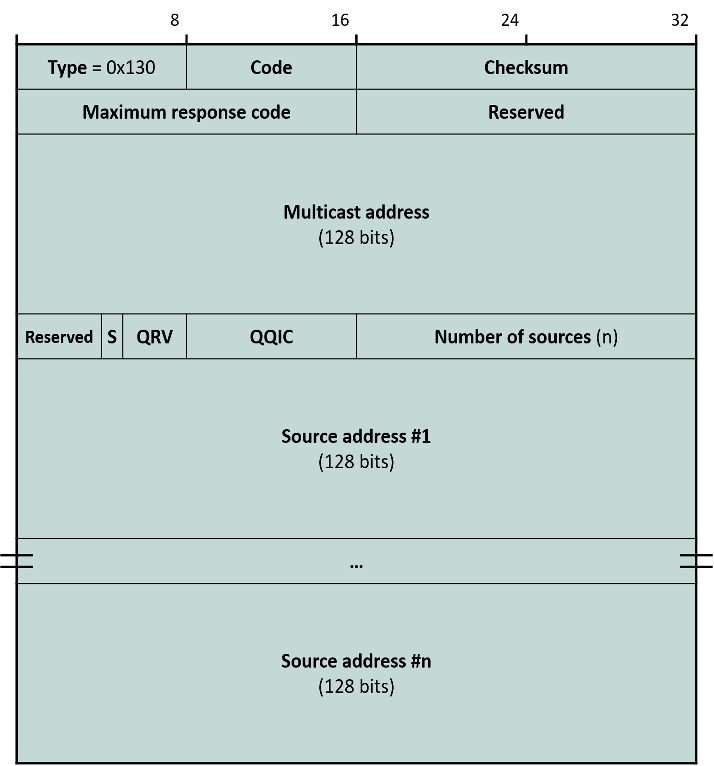 8 16 24 32
Type = 0x130 Code Checksum
Maximum response code Reserved
Multicast address
(128 bits)
Reserved S QRV QQIC Number of sources (n)
Source address #1
(128 bits)
...
Source address #n
(128 bits)